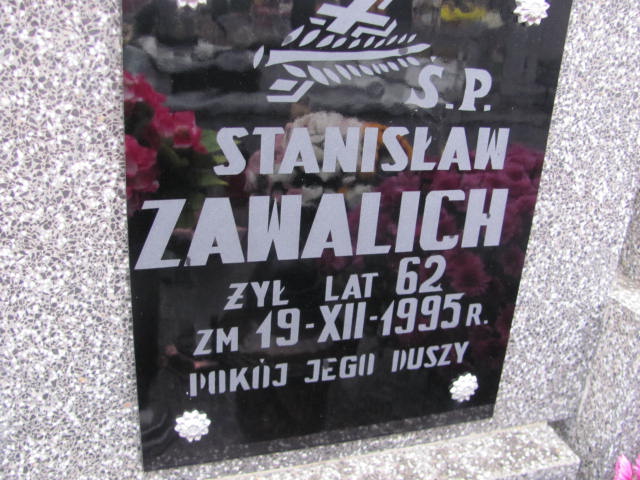 Ś.P.
STANISŁAW
ZAWALICH
ŻYŁ LAT 62
ZM 19-XII-1995 R.
POKÓJ JEGO DUSZY